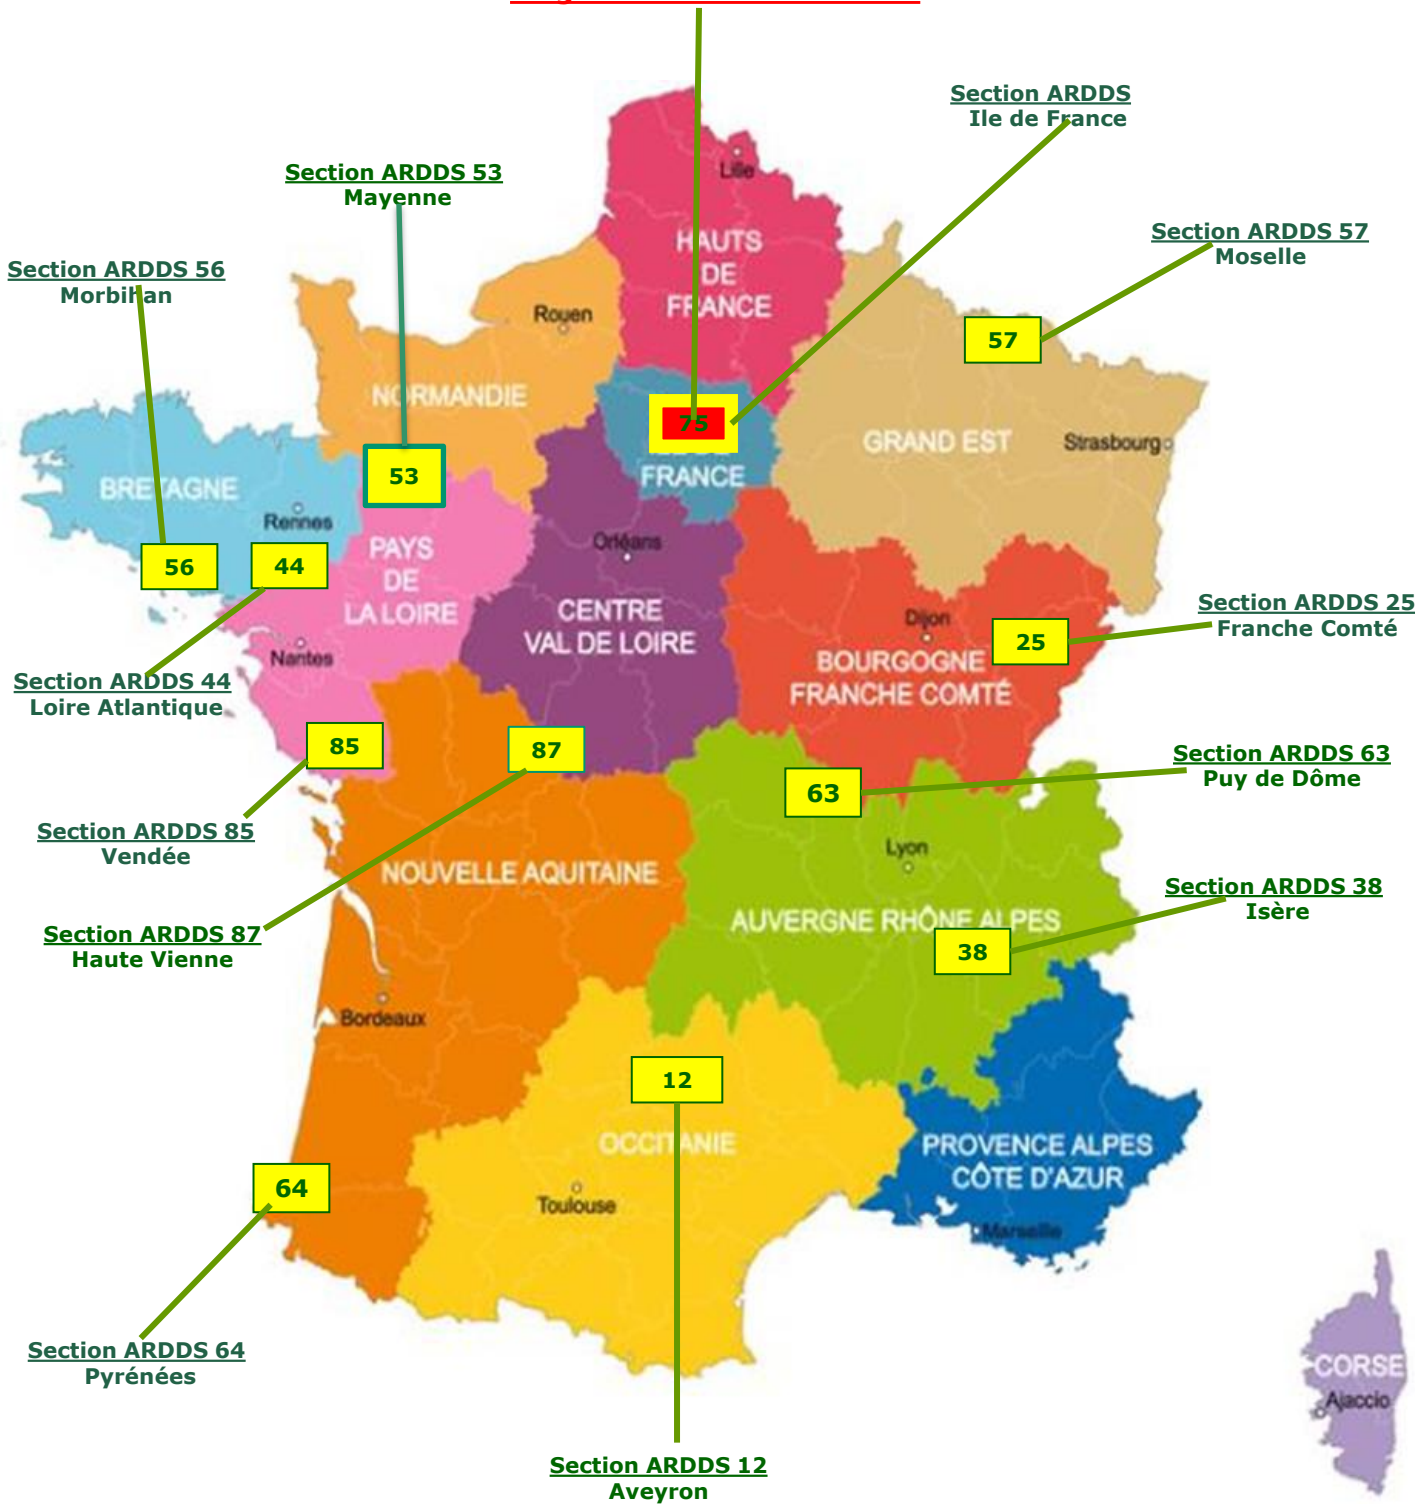 Section ARDDS
Ile de France
Section ARDDS 53
Mayenne
Section ARDDS 57
Moselle
Section ARDDS 56
Morbihan
Lille
HAUTS
DE
FRANCE
Rouen
57
NORMANDIE
75
FRANCE
GRAND EST
Strasbourg
53
BRETAGNE
Rennes
PAYS
DE
LA LOIRE
Orléans
56
44
CENTRE
VAL DE LOIRE
Dijon
25
Section ARDDS 25
Franche Comté
Nantes
BOURGOGNE
FRANCHE COMTÉ
Section ARDDS 44
Loire Atlantique
85
87
Section ARDDS 63
Puy de Dôme
63
Section ARDDS 85
Vendée
Lyon
NOUVELLE AQUITAINE
Section ARDDS 38
Isère
AUVERGNE RHÔNE ALPES
Section ARDDS 87
Haute Vienne
38
Bordeaux
12
OCCITANIE
PROVENCE ALPES
CÔTE D'AZUR
64
Toulouse
Marseille
Section ARDDS 64
Pyrénées
CORSE
Ajaccio
Section ARDDS 12
Aveyron